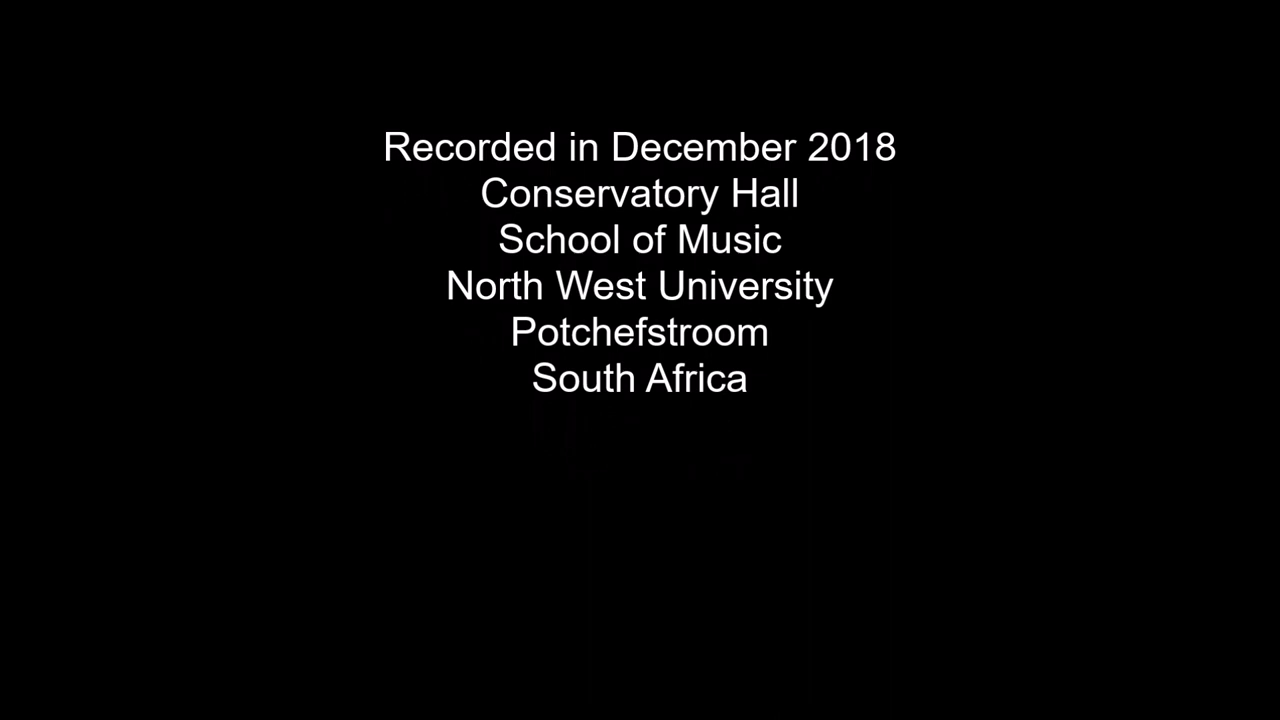 Recorded in December 2018
Conservatory Hall
School of Music
North West University
Potchefstroom
South Africa